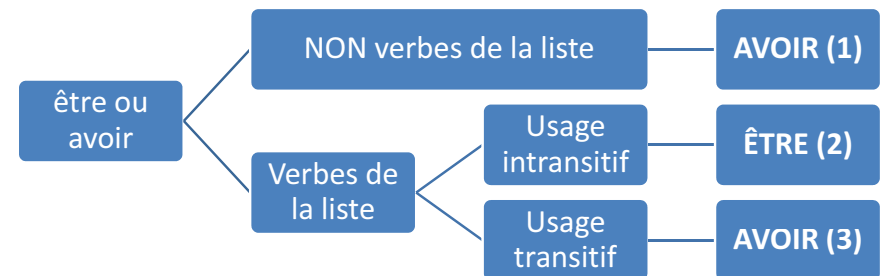 NON verbes de la liste
AVOIR (1)
être ou
avoir
Usage
intransitif
ÊTRE (2)
Verbes de
la liste
Usage
transitif
AVOIR (3)